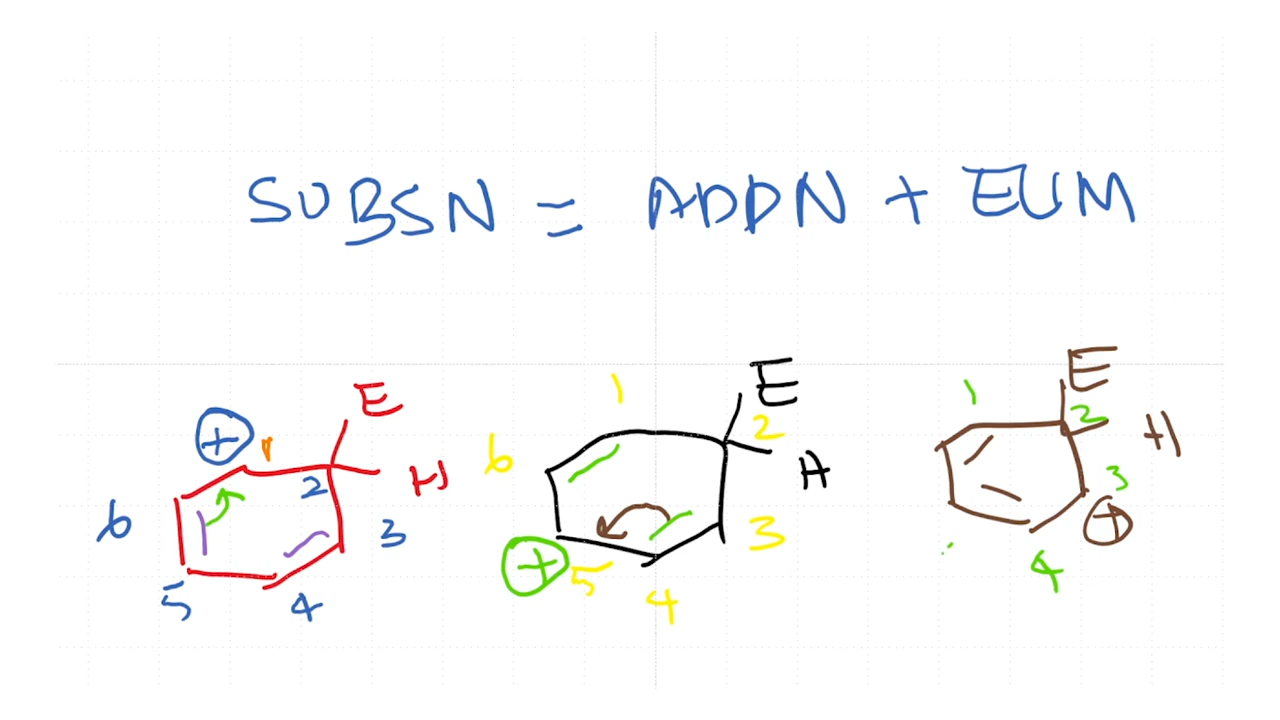 SUBSN = ADDN + ELIM
E
+ 1
2 H
6 3
5 4
1 E
6 2
H
3
+ 5 4
1 E
2 H
3
+
4